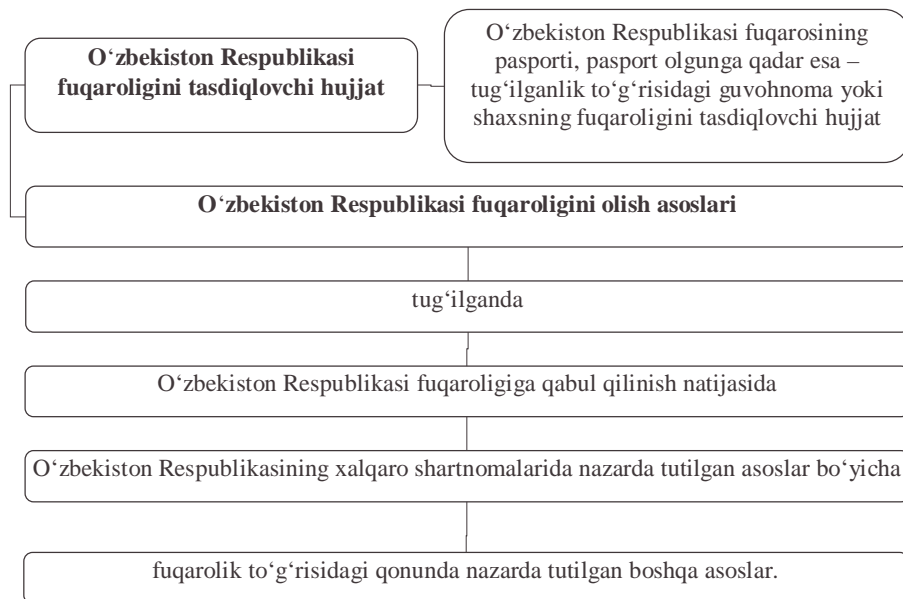 O‘zbekiston Respublikasi
fuqaroligini tasdiqlovchi hujjat
O‘zbekiston Respublikasi fuqarosining
pasporti, pasport olgunga qadar esa –
tug‘ilganlik to‘g‘risidagi guvohnoma yoki
shaxsning fuqaroligini tasdiqlovchi hujjat
O‘zbekiston Respublikasi fuqaroligini olish asoslari
tug‘ilganda
O‘zbekiston Respublikasi fuqaroligiga qabul qilinish natijasida
O‘zbekiston Respublikasining xalqaro shartnomalarida nazarda tutilgan asoslar bo‘yicha
fuqarolik to‘g‘risidagi qonunda nazarda tutilgan boshqa asoslar.